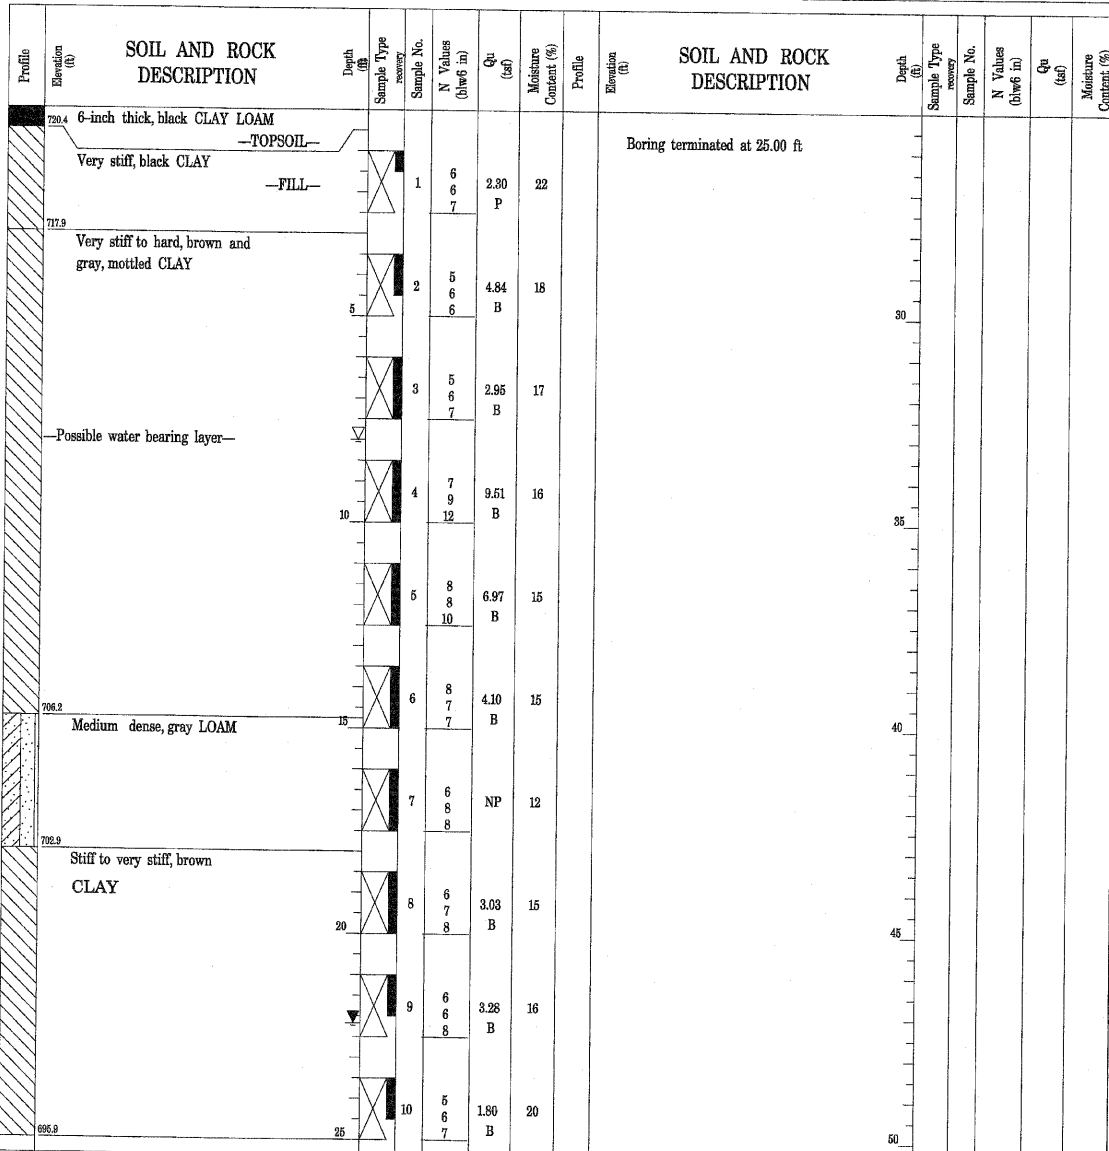 Profile
Elevation
(ft)
SOIL AND ROCK
DESCRIPTION
Depth
(ft)
Sample Type
recovery
Sample No.
N Values
(blw6 in)
Qu
(tsf)
Moisture
Content (%)
Profile
Elevation
(ft)
SOIL AND ROCK
DESCRIPTION
Depth
(ft)
Sample Type
recovery
Sample No.
N Values
(blw6 in)
Qu
(tsf)
Moisture
Content (%)
720.4 6-inch thick, black CLAY LOAM
—TOPSOIL—
Very stiff, black CLAY
—FILL—
1
6
6
7
2.30
P
22
717.9
Very stiff to hard, brown and
gray, mottled CLAY
2
5
6
6
4.84
B
18
5
3
5
6
7
2.95
B
17
—Possible water bearing layer—
4
7
9
12
9.51
B
16
10
5
8
8
10
6.97
B
15
6
8
7
7
4.10
B
15
706.2
15
Medium dense, gray LOAM
7
6
8
8
NP
12
702.9
Stiff to very stiff, brown
CLAY
8
6
7
8
3.03
B
15
20
9
6
6
8
3.28
B
16
10
5
6
7
1.80
B
20
695.9
25
Boring terminated at 25.00 ft
30
35
40
45
50